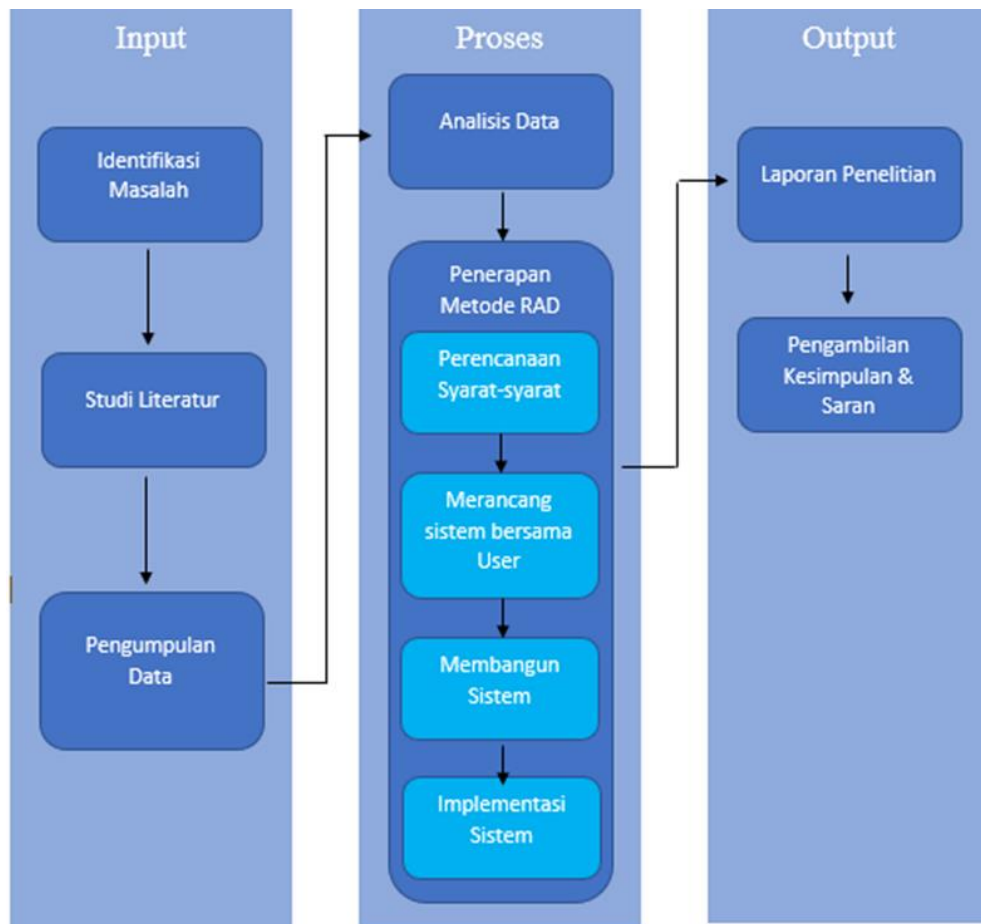 Input
Identifikasi
Masalah
Studi Literatur
Pengumpulan
Data
Proses
Analisis Data
Penerapan
Metode RAD
Perencanaan
Syarat-syarat
Merancang
sistem bersama
User
Membangun
Sistem
Implementasi
Sistem
Output
Laporan Penelitian
Pengambilan
Kesimpulan &
Saran